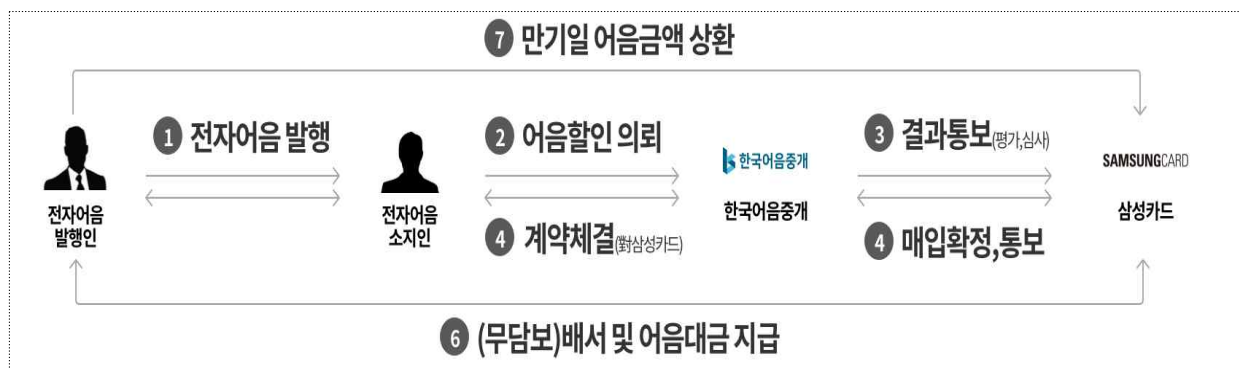 7 만기일 어음금액 상환
1 전자어음 발행
2 어음할인 의뢰
3 결과통보(평가,심사)
한국어음중개
SAMSUNGCARD
전자어음
발행인
전자어음
소지인
한국어음중개
삼성카드
4 계약체결(對삼성카드)
4 매입확정,통보
6 (무담보)배서 및 어음대금 지급